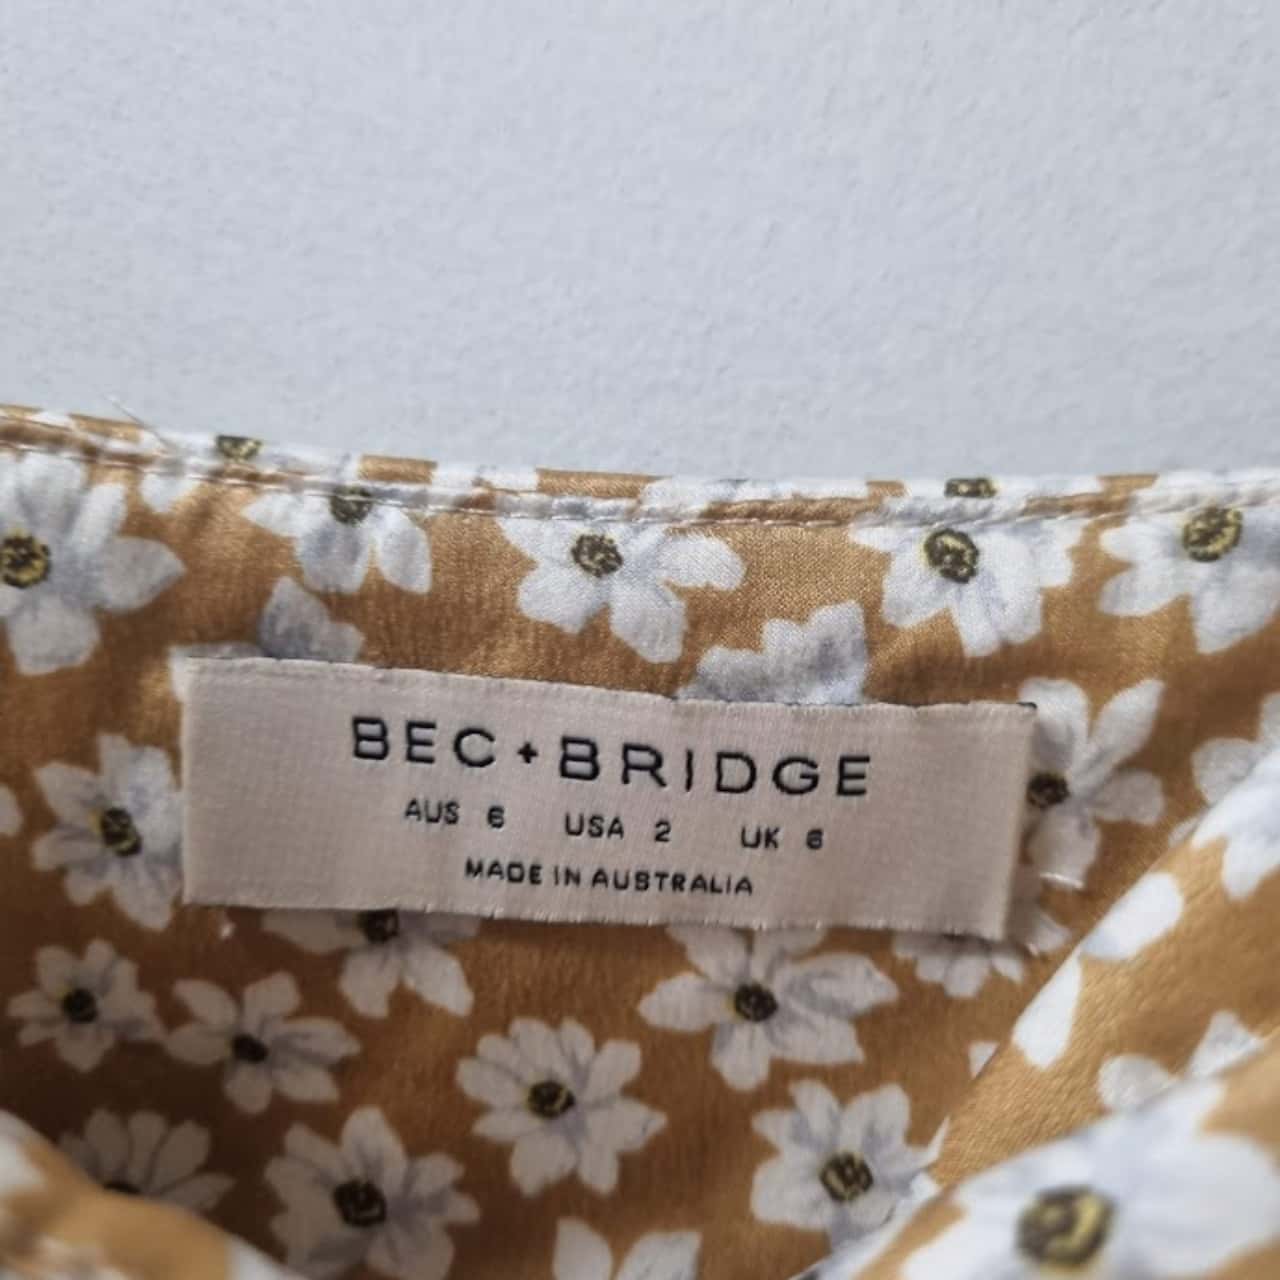 BEC+BRIDGE
AUS 6 USA 2 UK 6
MADE IN AUSTRALIA